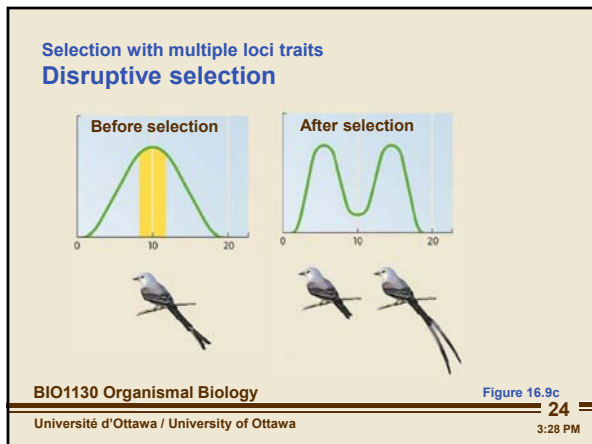 Selection with multiple loci traits
Disruptive selection
Before selection
After selection
0 10 20
0 10 20
BIO1130 Organismal Biology
Figure 16.9c
24
Université d'Ottawa / University of Ottawa
3:28 PM